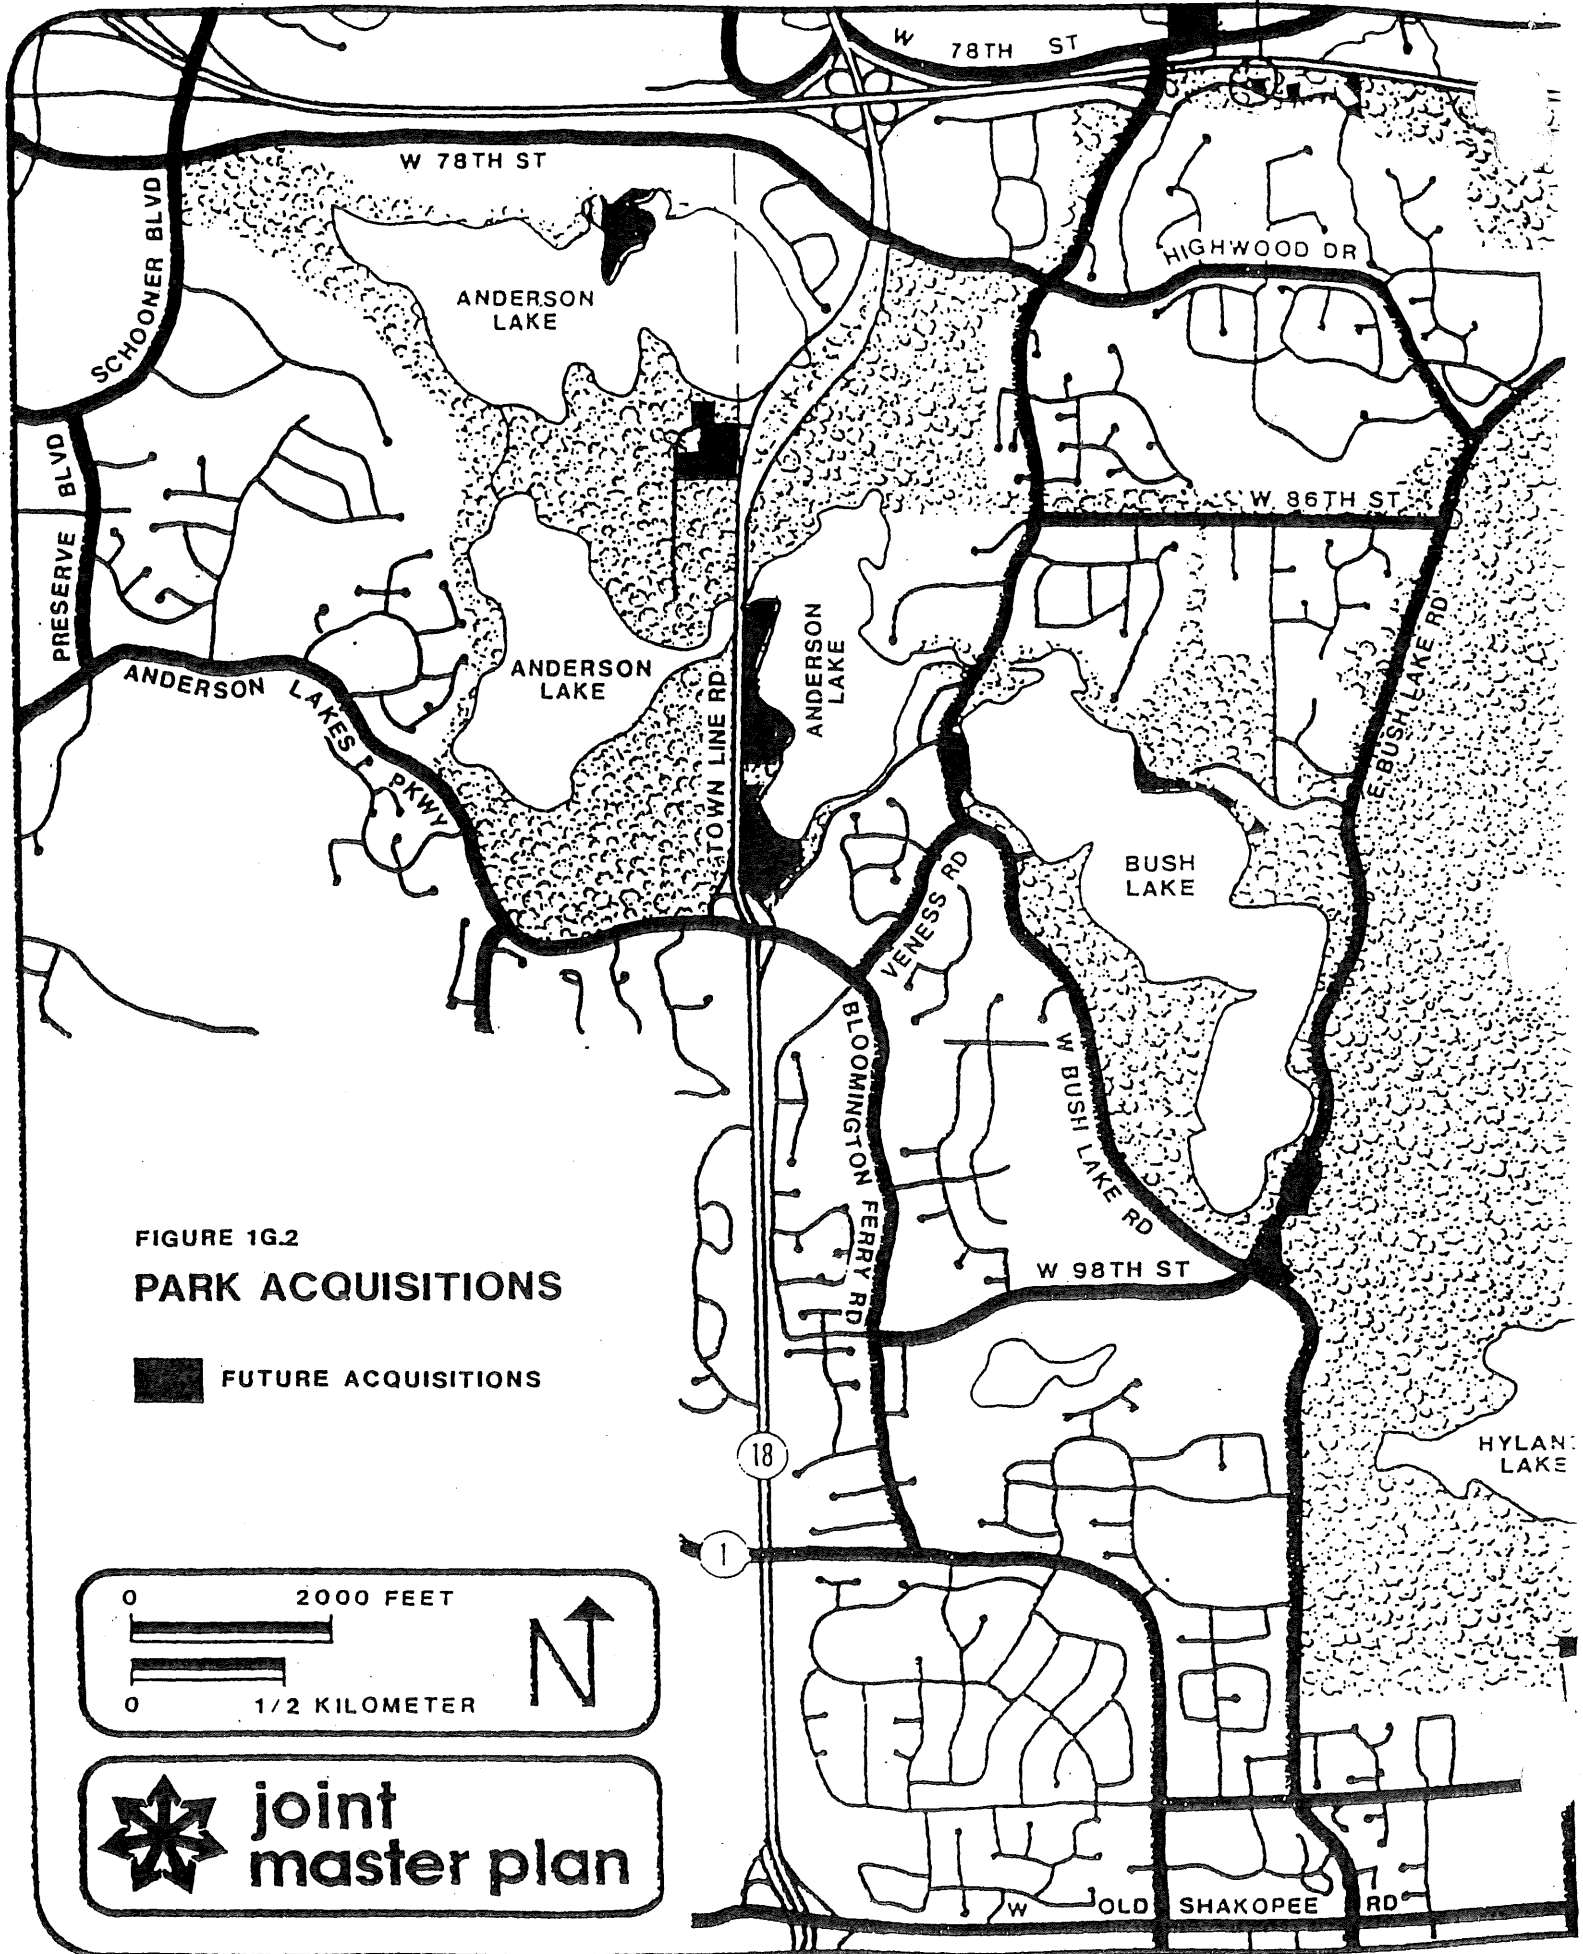 W 78TH ST
W 78TH ST
SCHOONER BLVD
HIGHWOOD DR
ANDERSON
LAKE
PRESERVE BLVD
W 86TH ST
ANDERSON LAKES PKWY
ANDERSON
LAKE
TOWN LINE RD
ANDERSON
LAKE
E BUSH LAKE RD
BUSH
LAKE
VENESS RD
BLOOMINGTON FERRY RD
W BUSH LAKE RD
FIGURE 1G.2
PARK ACQUISITIONS
W 98TH ST
FUTURE ACQUISITIONS
18
HYLAN
LAKE
1
0 2000 FEET
0 1/2 KILOMETER
N
joint
master plan
W OLD SHAKOPEE RD